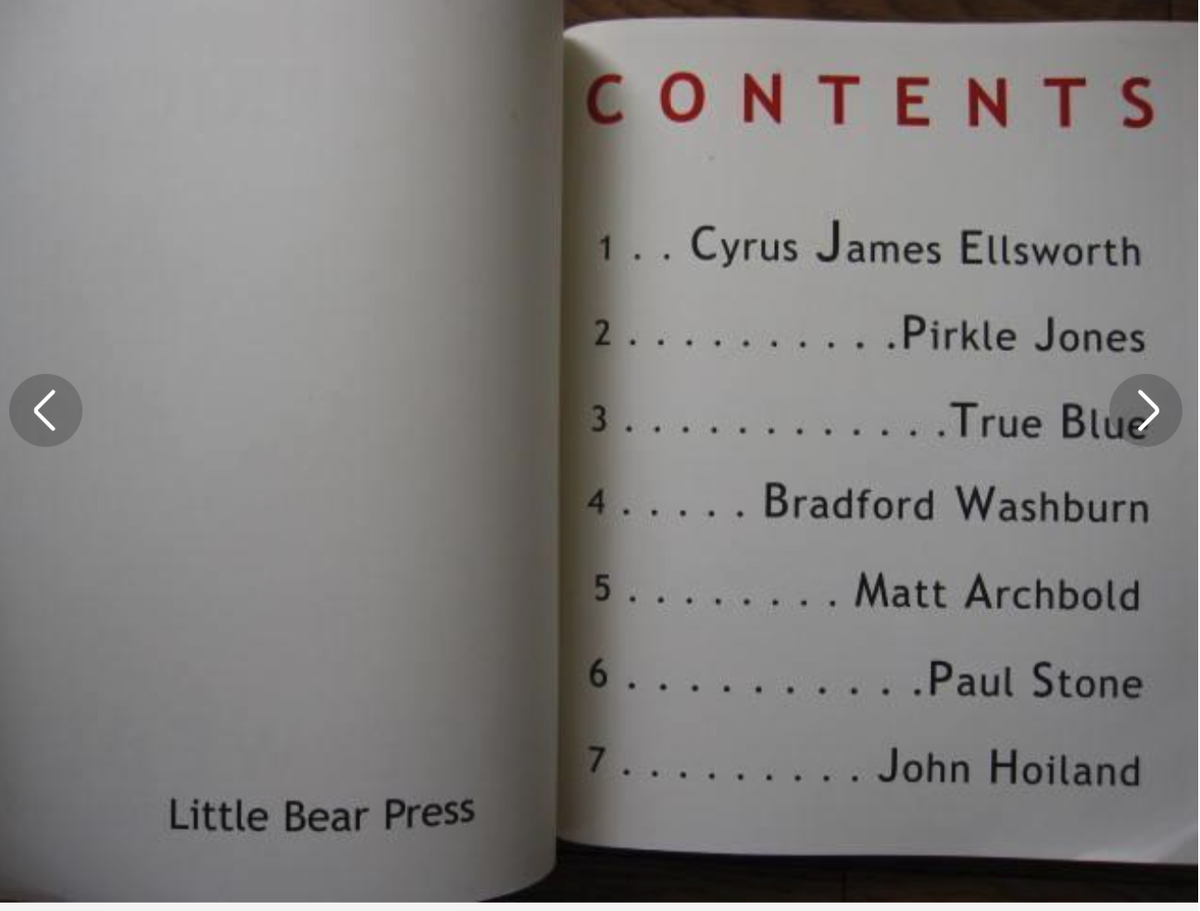 Little Bear Press
CONTENTS
1 . . Cyrus James Ellsworth
2 . . . . . . . . . .Pirkle Jones
3 . . . . . . . . . . . .True Blue
4 . . . . . Bradford Washburn
5 . . . . . . . . Matt Archbold
6 . . . . . . . . . . .Paul Stone
7 . . . . . . . . . John Hoiland